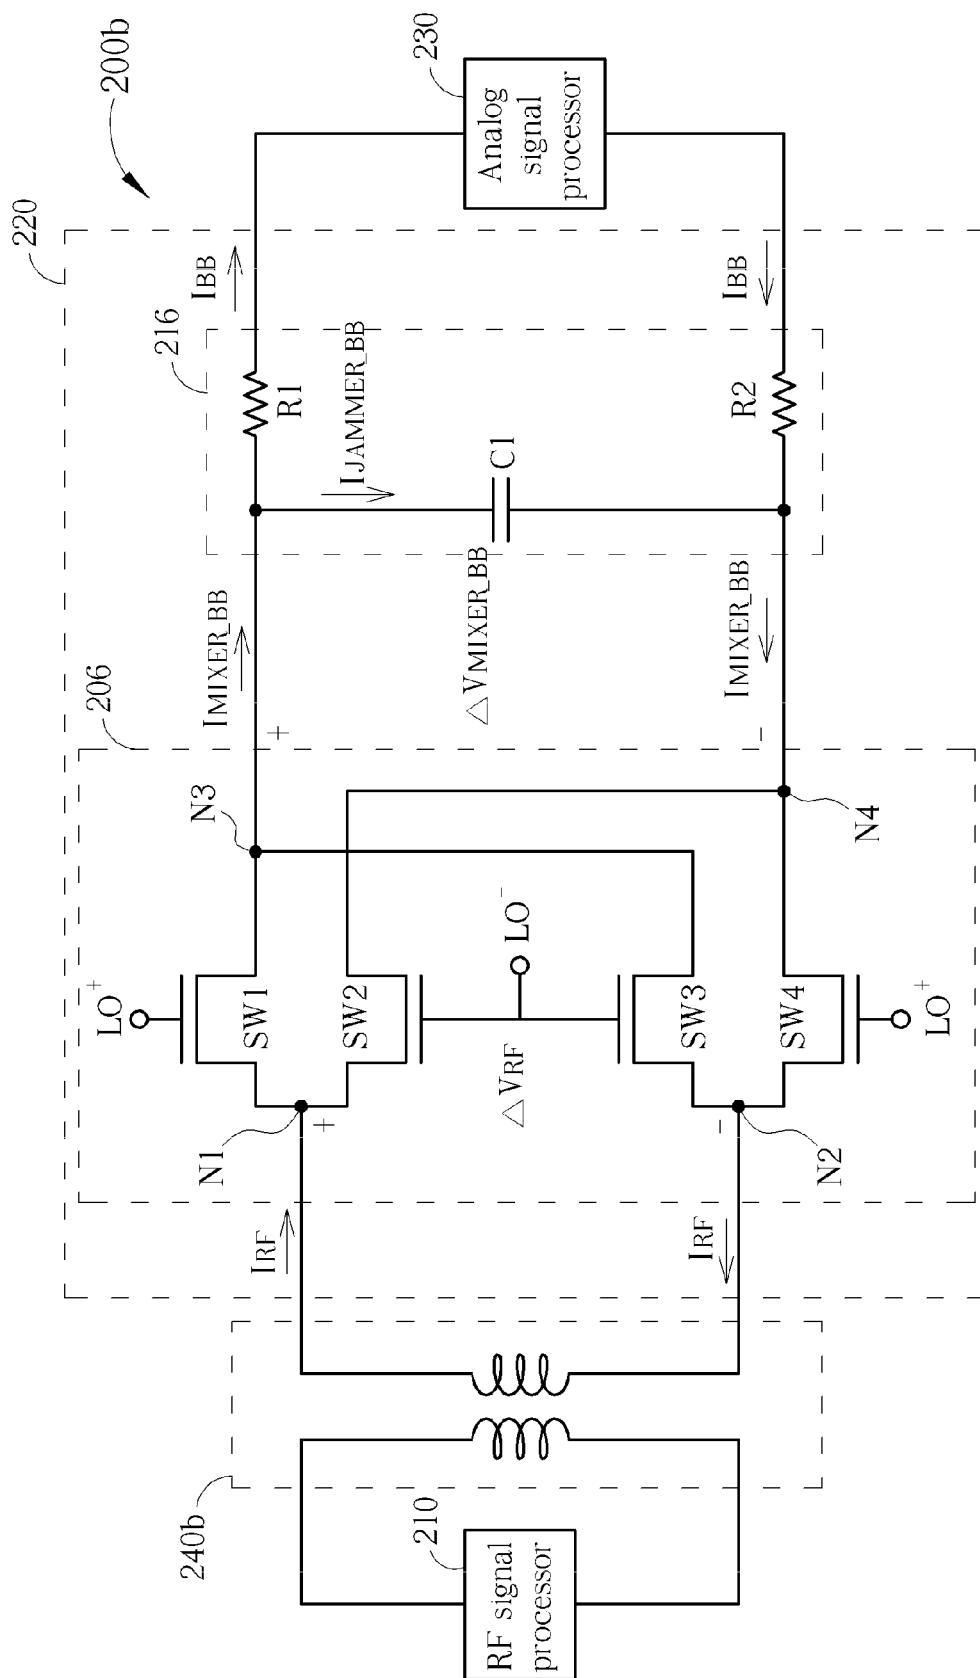 200b
220
240b
210
RF signal
processor
IRF
IRF
206
N1
N2
+
-
△VRF
LO+
SW1
SW2
LO-
SW3
SW4
LO+
N3
N4
IMIXER_BB
+
△VMIXER_BB
-
IMIXER_BB
216
R1
IJAMMER_BB
C1
R2
IBB
IBB
230
Analog
signal
processor